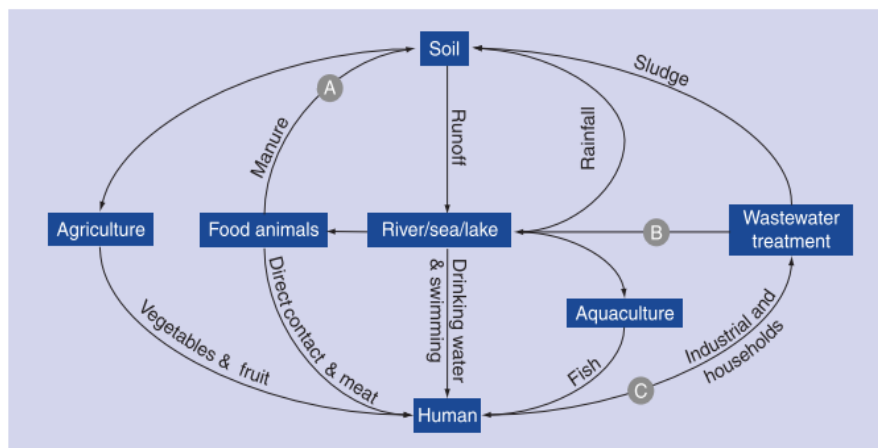 Soil
Sludge
A
Manure
Runoff
Rainfall
Agriculture
Food animals
River/sea/lake
B
Wastewater
treatment
Vegetables & fruit
Direct contact & meat
Drinking water
& swimming
Aquaculture
Fish
Industrial and
households
C
Human